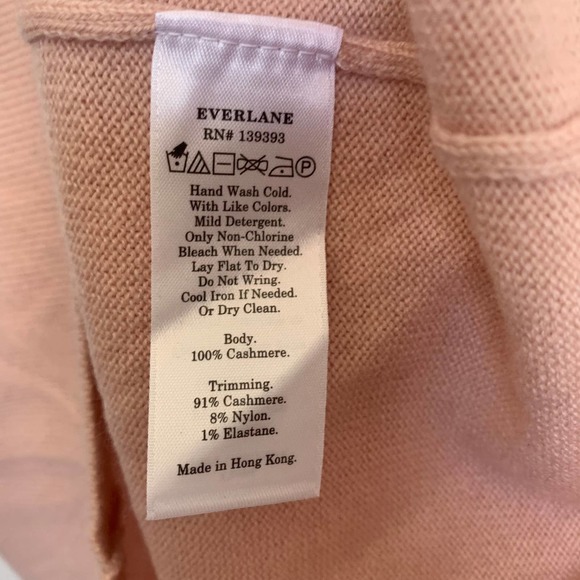 EVERLANE
RN# 139393
Hand Wash Cold.
With Like Colors.
Mild Detergent.
Only Non-Chlorine
Bleach When Needed.
Lay Flat To Dry.
Do Not Wring.
Cool Iron If Needed.
Or Dry Clean.
Body.
100% Cashmere.
Trimming.
91% Cashmere.
8% Nylon.
1% Elastane.
Made in Hong Kong.